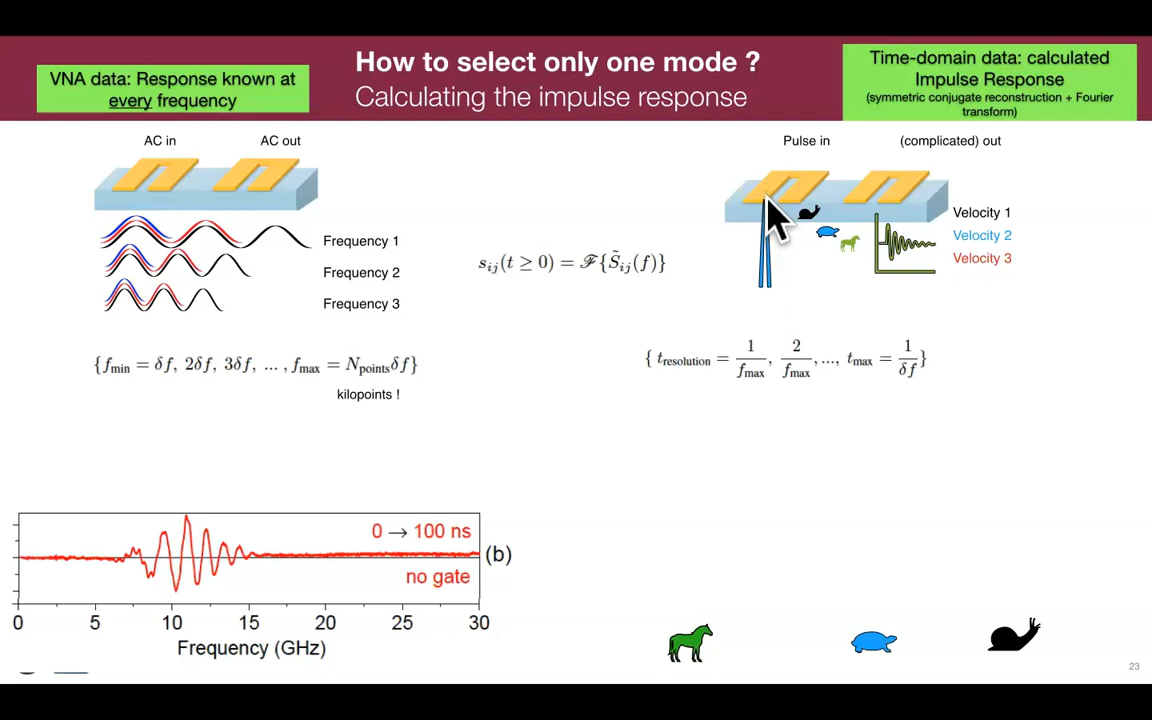 VNA data: Response known at
every frequency
How to select only one mode ?
Calculating the impulse response
Time-domain data: calculated
Impulse Response
(symmetric conjugate reconstruction + Fourier
transform)
AC in
AC out
Frequency 1
Frequency 2
Frequency 3
Pulse in
(complicated) out
Velocity 1
Velocity 2
Velocity 3
s_{ij}(t ≥ 0) = ℱ{S̃_{ij}(f)}
{f_min = δf, 2δf, 3δf, ... , f_max = N_points δf}
kilopoints !
{ t_resolution = 1/f_max, 2/f_max, ..., t_max = 1/δf }
0 → 100 ns
(b)
no gate
0 5 10 15 20 25 30
Frequency (GHz)
23